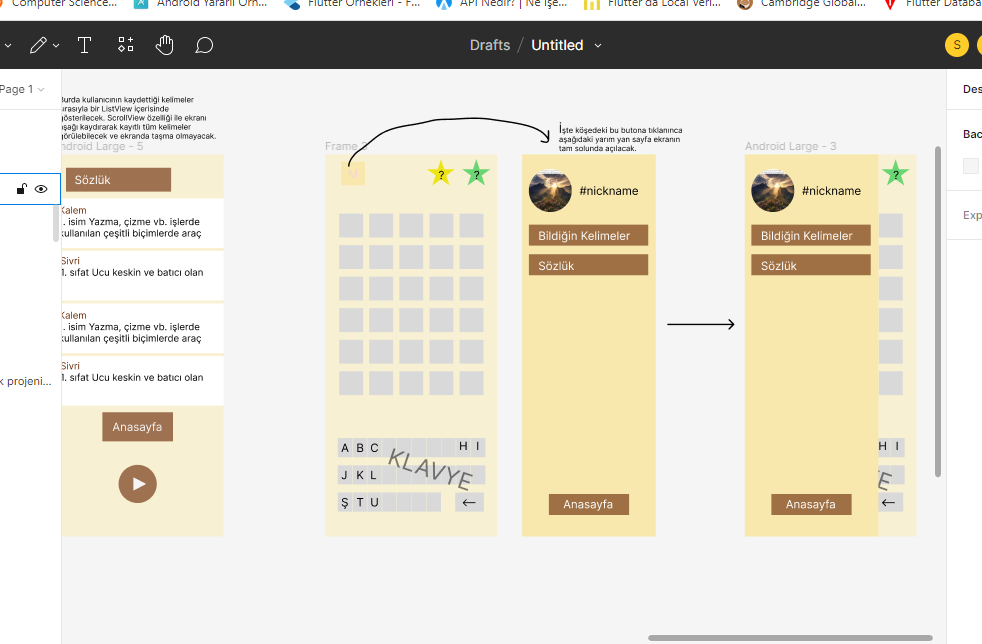 Computer Science...
Android Yararlı Örn...
Flutter Örnekleri - F...
API Nedir? | Ne İşe...
Flutter'da Local Veri...
Cambridge Global...
Flutter Databa
Drafts / Untitled
S
Page 1
Des
Bac
Exp
k projeni...
Burda kullanıcının kaydettiği kelimeler
sırasıyla bir ListView içerisinde
gösterilecek. ScrollView özelliği ile ekranı
aşağı kaydırarak kayıtlı tüm kelimeler
görülebilecek ve ekranda taşma olmayacak.
ndroid Large - 5
Sözlük
Kalem
. isim Yazma, çizme vb. işlerde
kullanılan çeşitli biçimlerde araç
Sivri
1. sıfat Ucu keskin ve batıcı olan
Kalem
. isim Yazma, çizme vb. işlerde
kullanılan çeşitli biçimlerde araç
Sivri
1. sıfat Ucu keskin ve batıcı olan
Anasayfa
Frame
? ?
A B C H I
J K L
Ş T U ←
KLAVYE
İşte köşedeki bu butona tıklanınca
aşağıdaki yarım yan sayfa ekranın
tam solunda açılacak.
#nickname
Bildiğin Kelimeler
Sözlük
Anasayfa
Android Large - 3
?
#nickname
Bildiğin Kelimeler
Sözlük
H I
E
←
Anasayfa